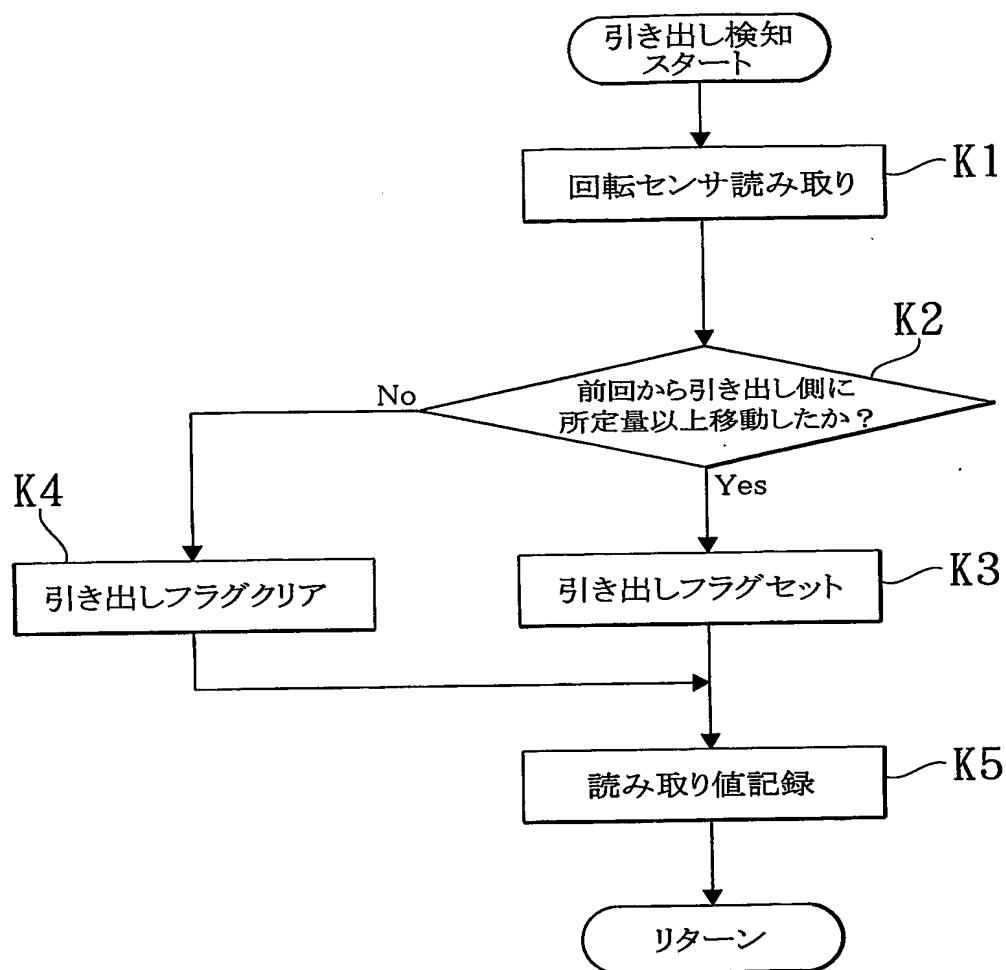 引き出し検知
スタート
K1
回転センサ読み取り
K2
前回から引き出し側に
所定量以上移動したか？
No
Yes
K4
引き出しフラグクリア
K3
引き出しフラグセット
K5
読み取り値記録
リターン